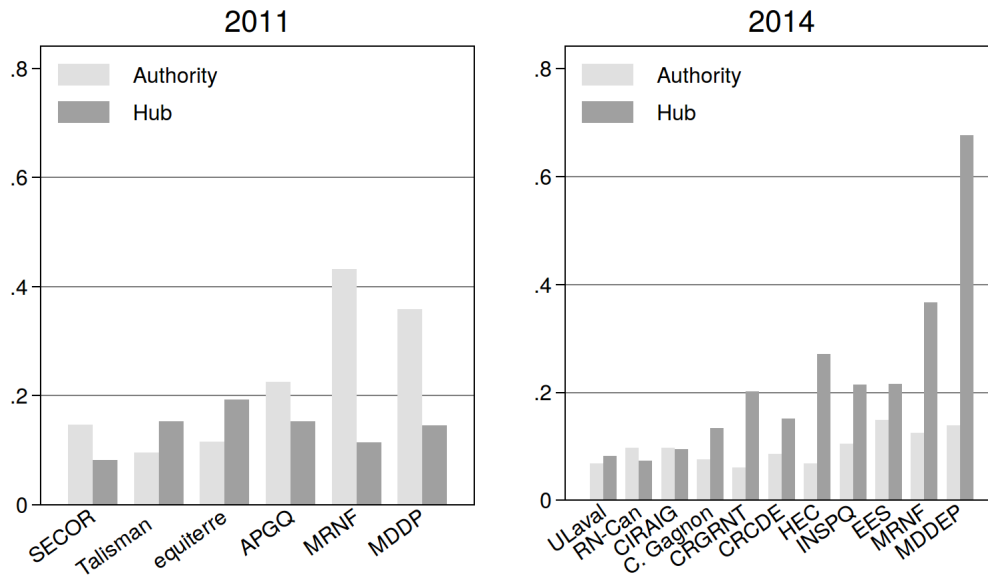 2011
.8
.6
.4
.2
0
Authority
Hub
SECOR
Talisman
equiterre
APGQ
MRNF
MDDP
2014
.8
.6
.4
.2
0
Authority
Hub
ULaval
RN-Can
CIRAIG
C. Gagnon
CRGRNT
CRCDE
HEC
INSPQ
EES
MRNF
MDDEP